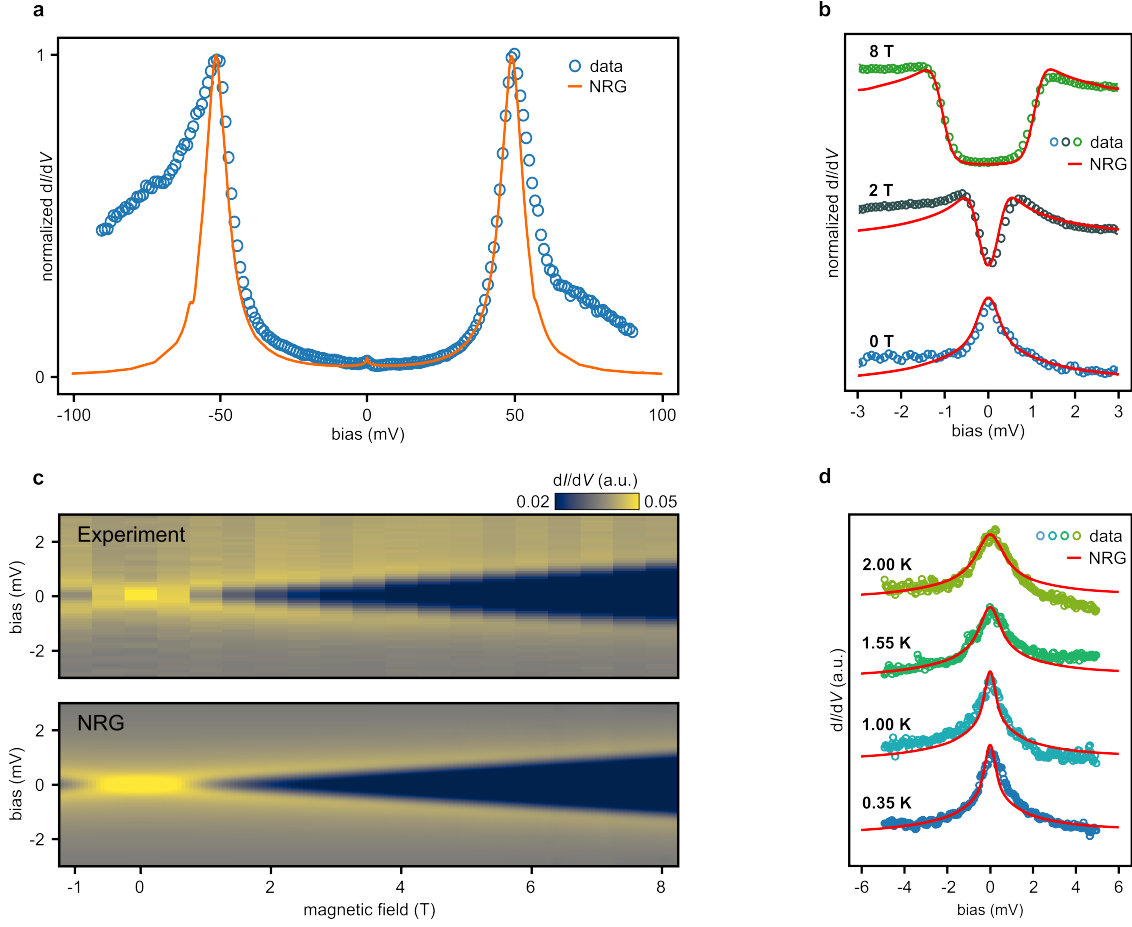 a
1
0
normalized dI/dV
data
NRG
-100
-50
0
50
100
bias (mV)
b
8 T
2 T
0 T
normalized dI/dV
data
NRG
-3
-2
-1
0
1
2
3
bias (mV)
c
dI/dV (a.u.)
0.02
0.05
Experiment
2
0
-2
bias (mV)
NRG
2
0
-2
bias (mV)
-1
0
2
4
6
8
magnetic field (T)
d
data
NRG
2.00 K
1.55 K
1.00 K
0.35 K
dI/dV (a.u.)
-6
-4
-2
0
2
4
6
bias (mV)